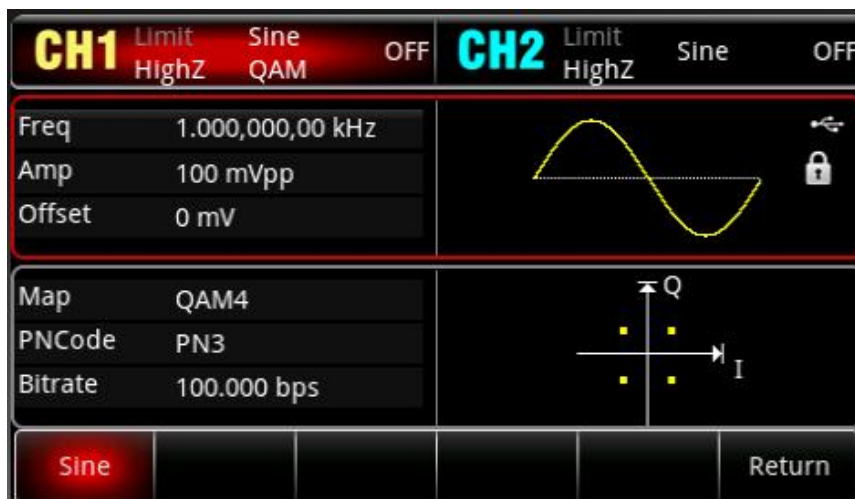 CH1 Limit Sine OFF CH2 Limit Sine OFF
HighZ QAM HighZ
Freq 1.000,000,00 kHz
Amp 100 mVpp
Offset 0 mV
Map QAM4
PNCode PN3
Bitrate 100.000 bps
Q
I
Sine Return